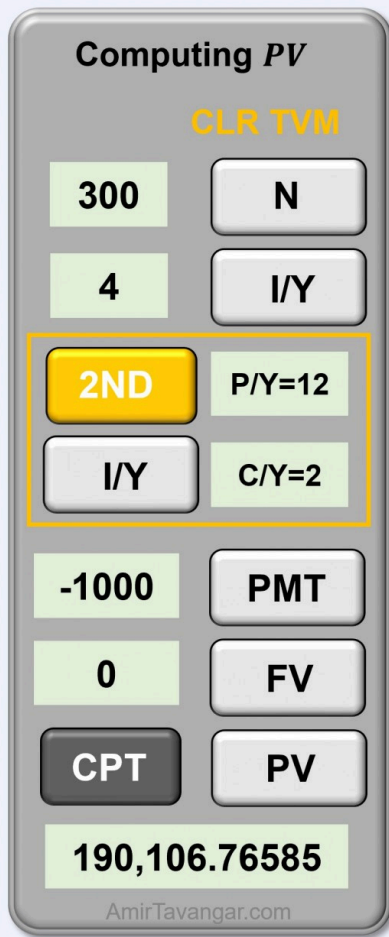 Computing PV
CLR TVM
300 N
4 I/Y
2ND P/Y=12
I/Y C/Y=2
-1000 PMT
0 FV
CPT PV
190,106.76585
AmirTavangar.com